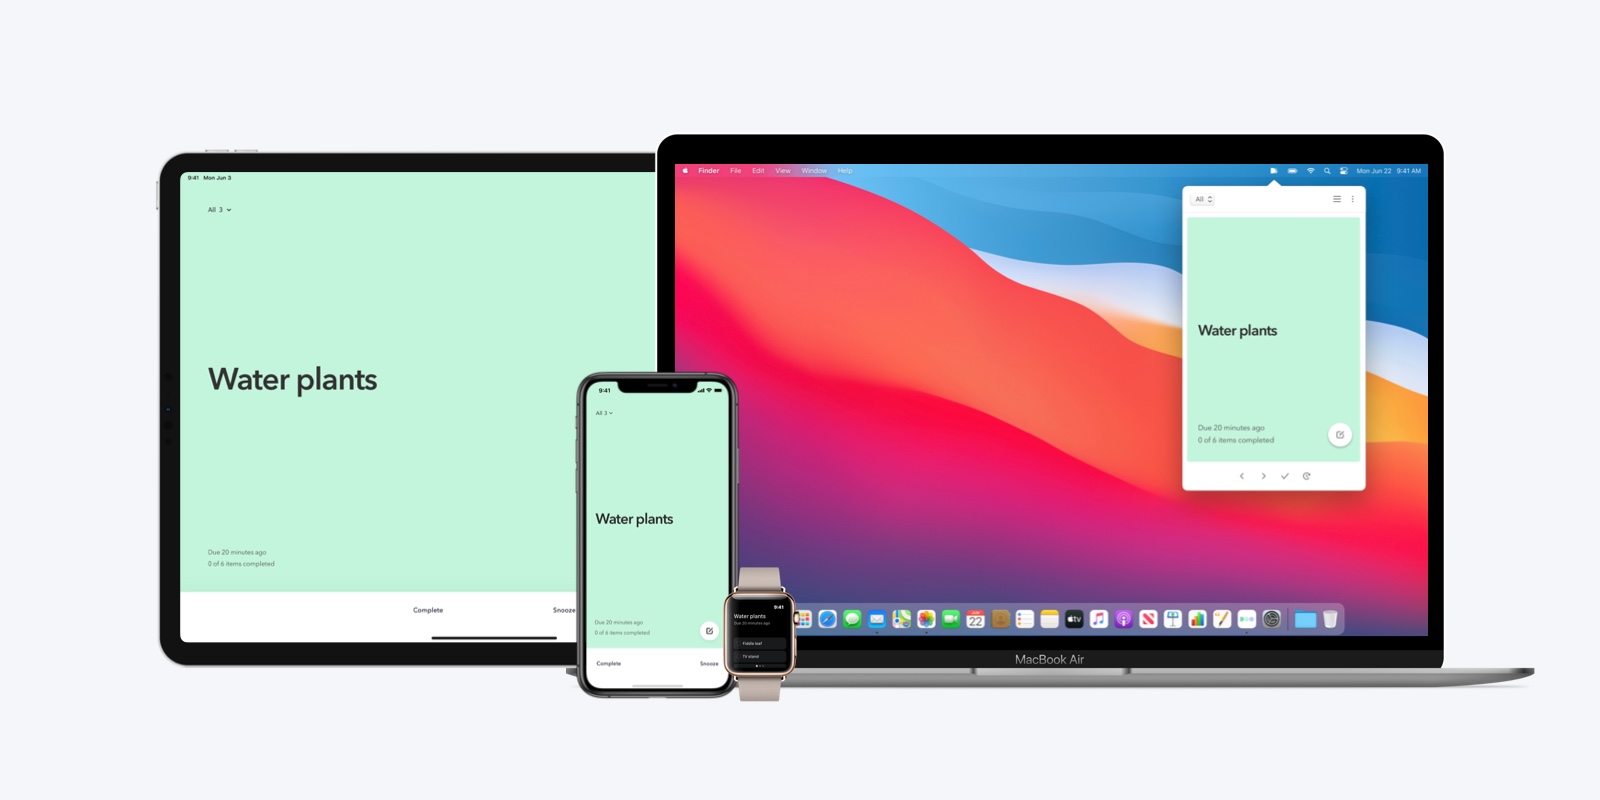 9:41 Mon Jun 3
All 3
Water plants
Due 20 minutes ago
0 of 6 items completed
Complete
Snooze
9:41
All 3
Water plants
Due 20 minutes ago
0 of 6 items completed
Complete
Snooze
9:41
Water plants
Due 20 minutes ago
Fiddle leaf
TV stand
Finder File Edit View Window Help
Mon Jun 22 9:41 AM
All
Water plants
Due 20 minutes ago
0 of 6 items completed
22
tv
MacBook Air